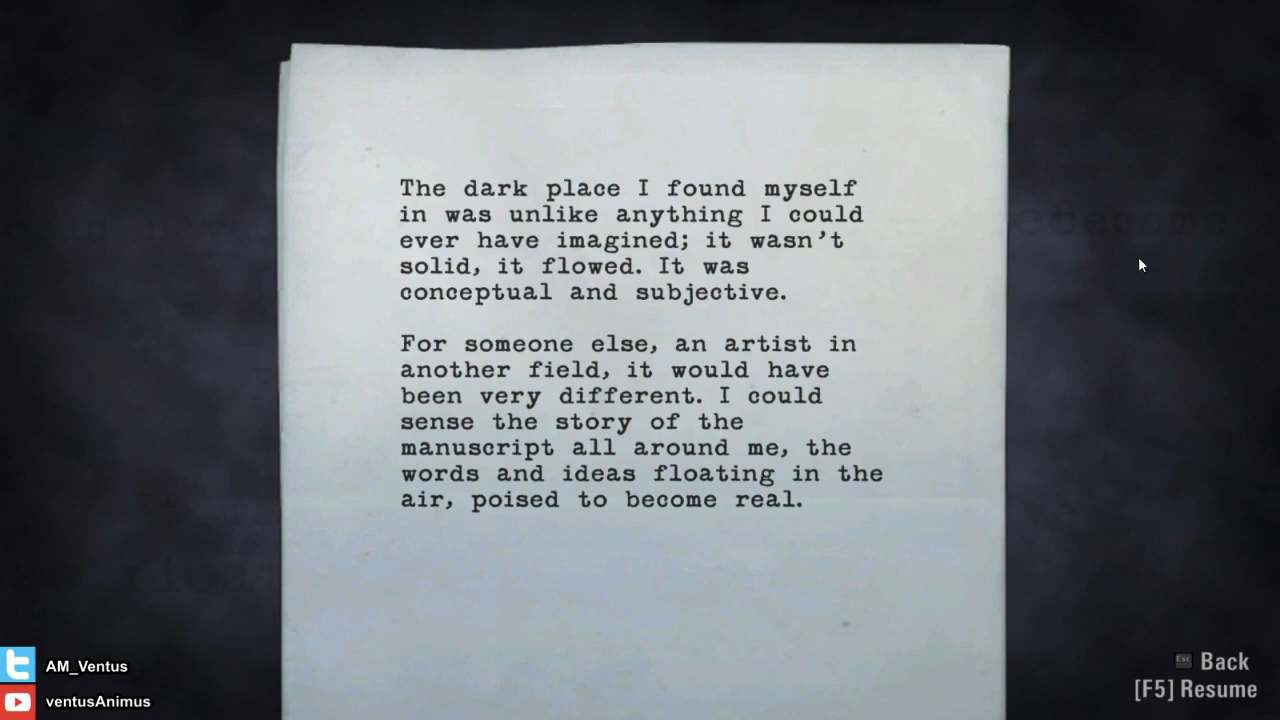 The dark place I found myself
in was unlike anything I could
ever have imagined; it wasn't
solid, it flowed. It was
conceptual and subjective.
For someone else, an artist in
another field, it would have
been very different. I could
sense the story of the
manuscript all around me, the
words and ideas floating in the
air, poised to become real.
AM_Ventus
ventusAnimus
Esc Back
[F5] Resume